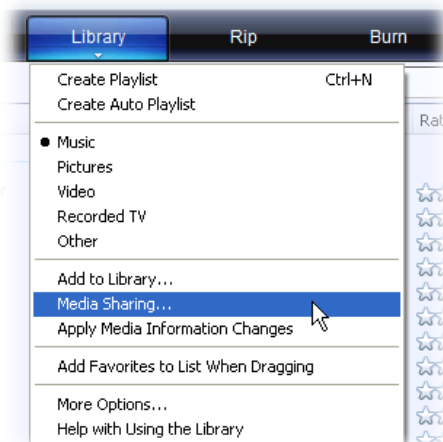 Library Rip Burn
Create Playlist Ctrl+N
Create Auto Playlist
Music
Pictures
Video
Recorded TV
Other
Add to Library...
Media Sharing...
Apply Media Information Changes
Add Favorites to List When Dragging
More Options...
Help with Using the Library